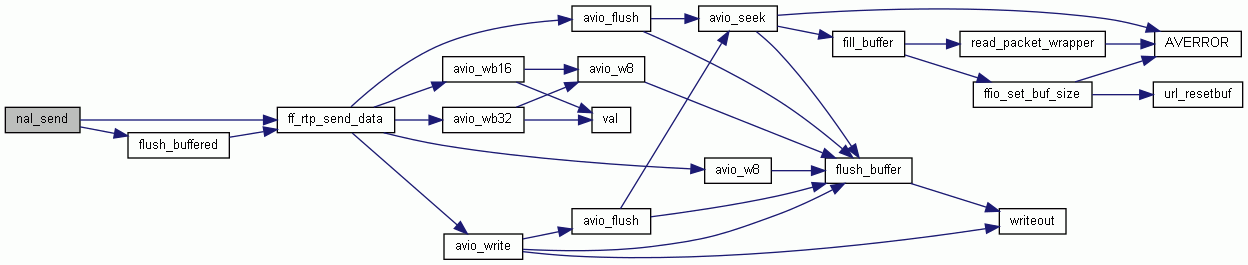 nal_send
flush_buffered
ff_rtp_send_data
avio_flush
avio_wb16
avio_wb32
avio_write
avio_w8
val
avio_flush
avio_seek
avio_w8
fill_buffer
flush_buffer
read_packet_wrapper
ffio_set_buf_size
writeout
AVERROR
url_resetbuf